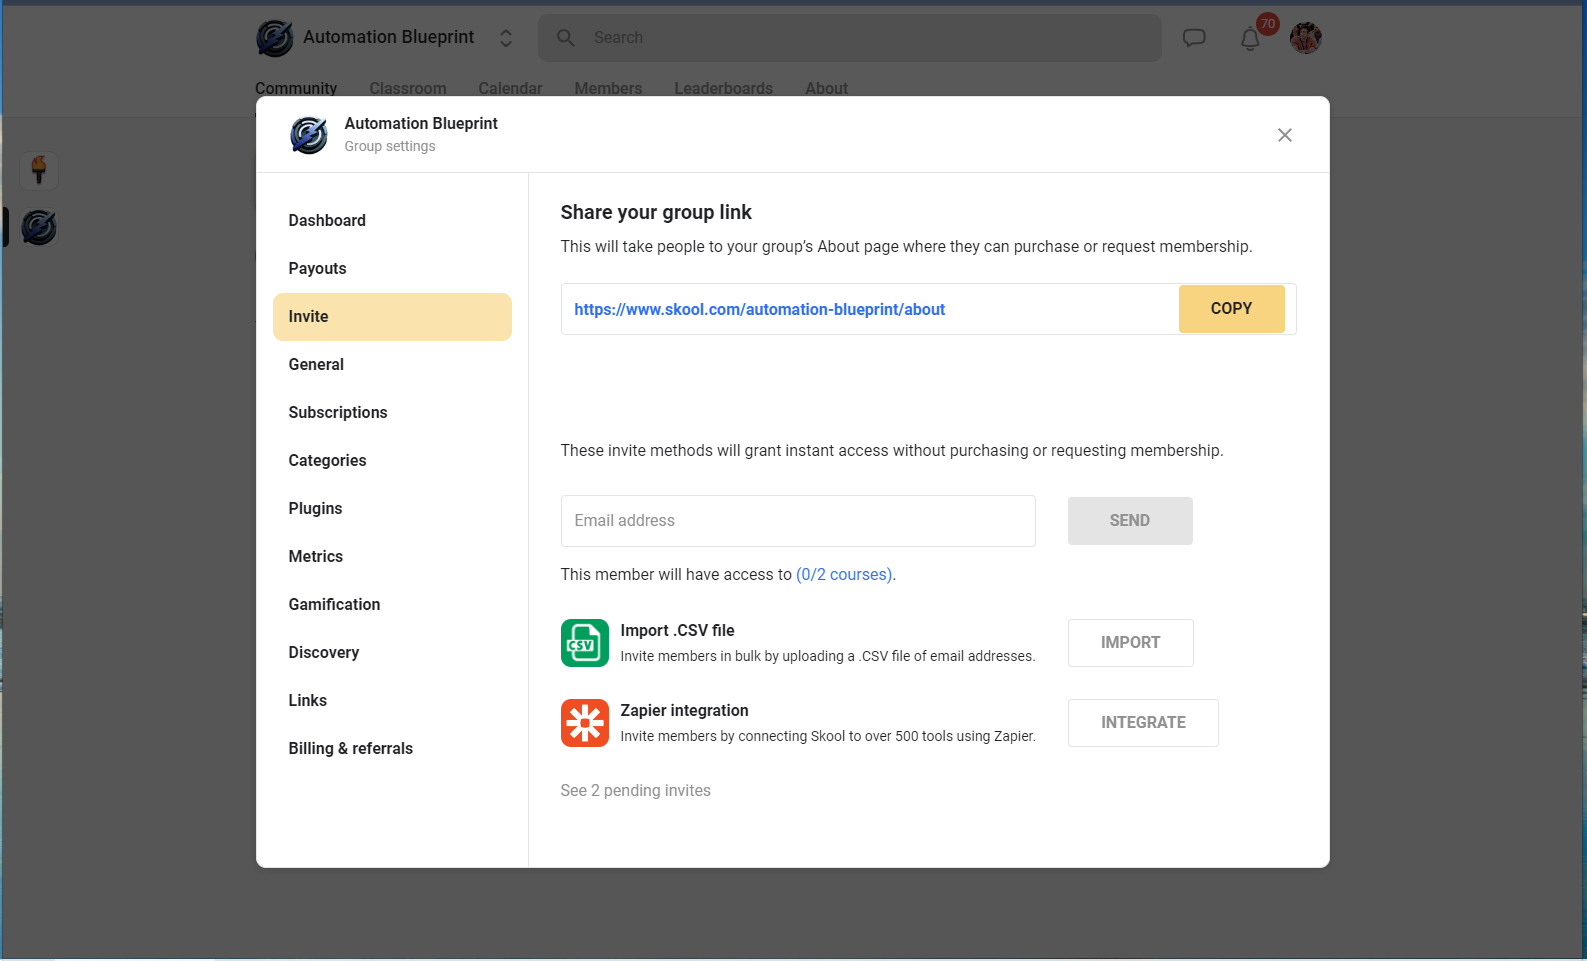 Automation Blueprint
Search
70
Community Classroom Calendar Members Leaderboards About
Automation Blueprint
Group settings
Dashboard
Payouts
Invite
General
Subscriptions
Categories
Plugins
Metrics
Gamification
Discovery
Links
Billing & referrals
Share your group link
This will take people to your group’s About page where they can purchase or request membership.
https://www.skool.com/automation-blueprint/about COPY
These invite methods will grant instant access without purchasing or requesting membership.
Email address SEND
This member will have access to (0/2 courses).
CSV
Import .CSV file
Invite members in bulk by uploading a .CSV file of email addresses.
IMPORT
Zapier integration
Invite members by connecting Skool to over 500 tools using Zapier.
INTEGRATE
See 2 pending invites